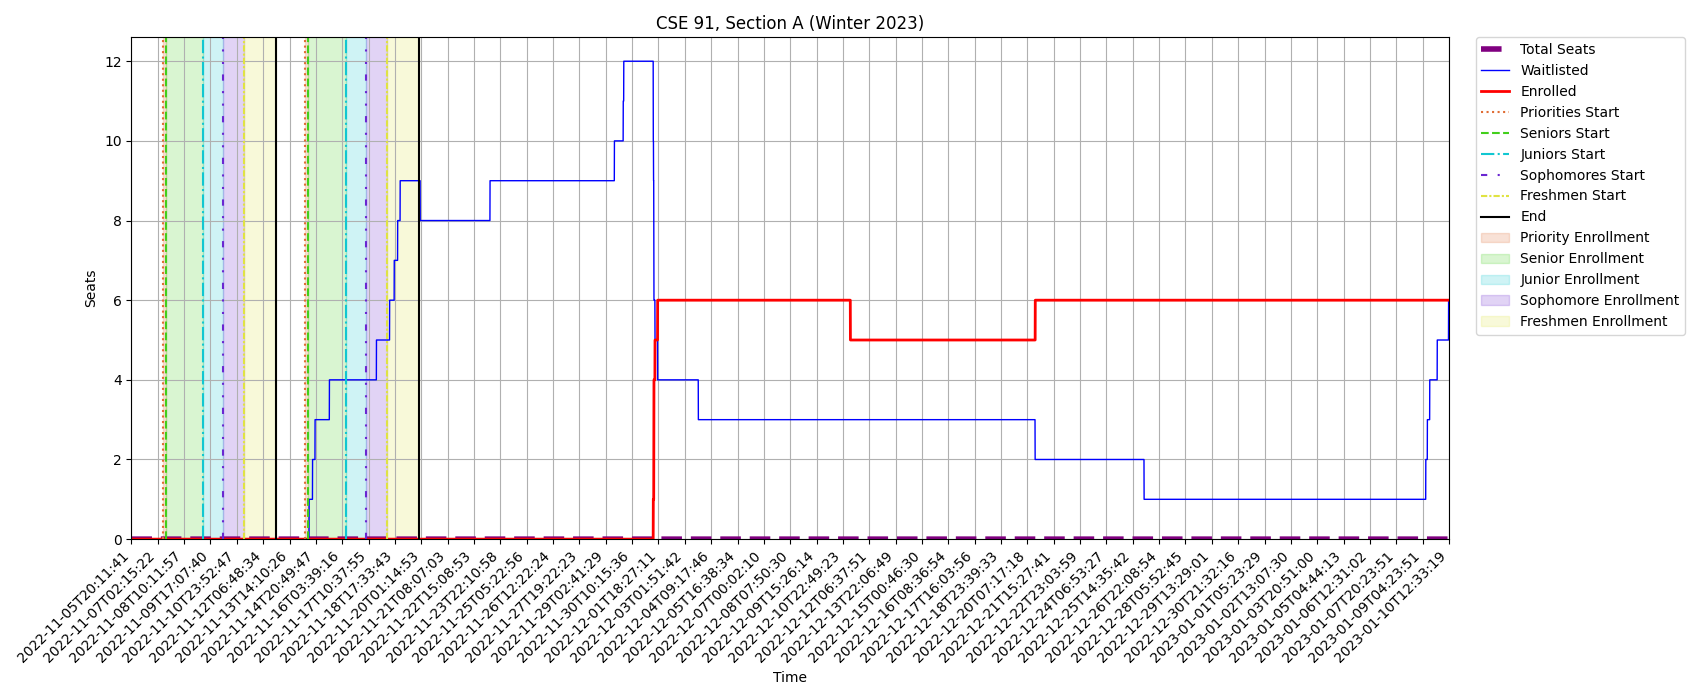 CSE 91, Section A (Winter 2023)
12
10
8
6
4
2
0
Seats
2022-11-05T20:11:41
2022-11-07T02:15:22
2022-11-08T10:11:57
2022-11-09T17:07:40
2022-11-10T23:52:47
2022-11-12T06:48:34
2022-11-13T14:10:26
2022-11-14T20:49:47
2022-11-16T03:39:16
2022-11-17T10:37:55
2022-11-18T17:33:43
2022-11-20T01:14:53
2022-11-21T08:07:03
2022-11-22T15:08:53
2022-11-23T22:10:58
2022-11-25T05:22:56
2022-11-26T12:22:24
2022-11-27T19:22:23
2022-11-29T02:41:29
2022-11-30T10:15:36
2022-12-01T18:27:11
2022-12-03T01:51:42
2022-12-04T09:17:46
2022-12-05T16:38:34
2022-12-07T00:02:10
2022-12-08T07:50:30
2022-12-09T15:26:14
2022-12-10T22:49:23
2022-12-12T06:37:51
2022-12-13T22:06:49
2022-12-15T00:46:30
2022-12-16T08:36:54
2022-12-17T16:03:56
2022-12-18T23:39:33
2022-12-20T07:17:18
2022-12-21T15:27:41
2022-12-22T23:03:59
2022-12-24T06:53:27
2022-12-25T14:35:42
2022-12-26T22:08:54
2022-12-28T05:52:45
2022-12-29T13:29:01
2022-12-30T21:32:16
2023-01-01T05:23:29
2023-01-02T13:07:30
2023-01-03T20:51:00
2023-01-05T04:44:13
2023-01-06T12:31:02
2023-01-07T20:23:51
2023-01-09T04:23:51
2023-01-10T12:33:19
Time
Total Seats
Waitlisted
Enrolled
Priorities Start
Seniors Start
Juniors Start
Sophomores Start
Freshmen Start
End
Priority Enrollment
Senior Enrollment
Junior Enrollment
Sophomore Enrollment
Freshmen Enrollment